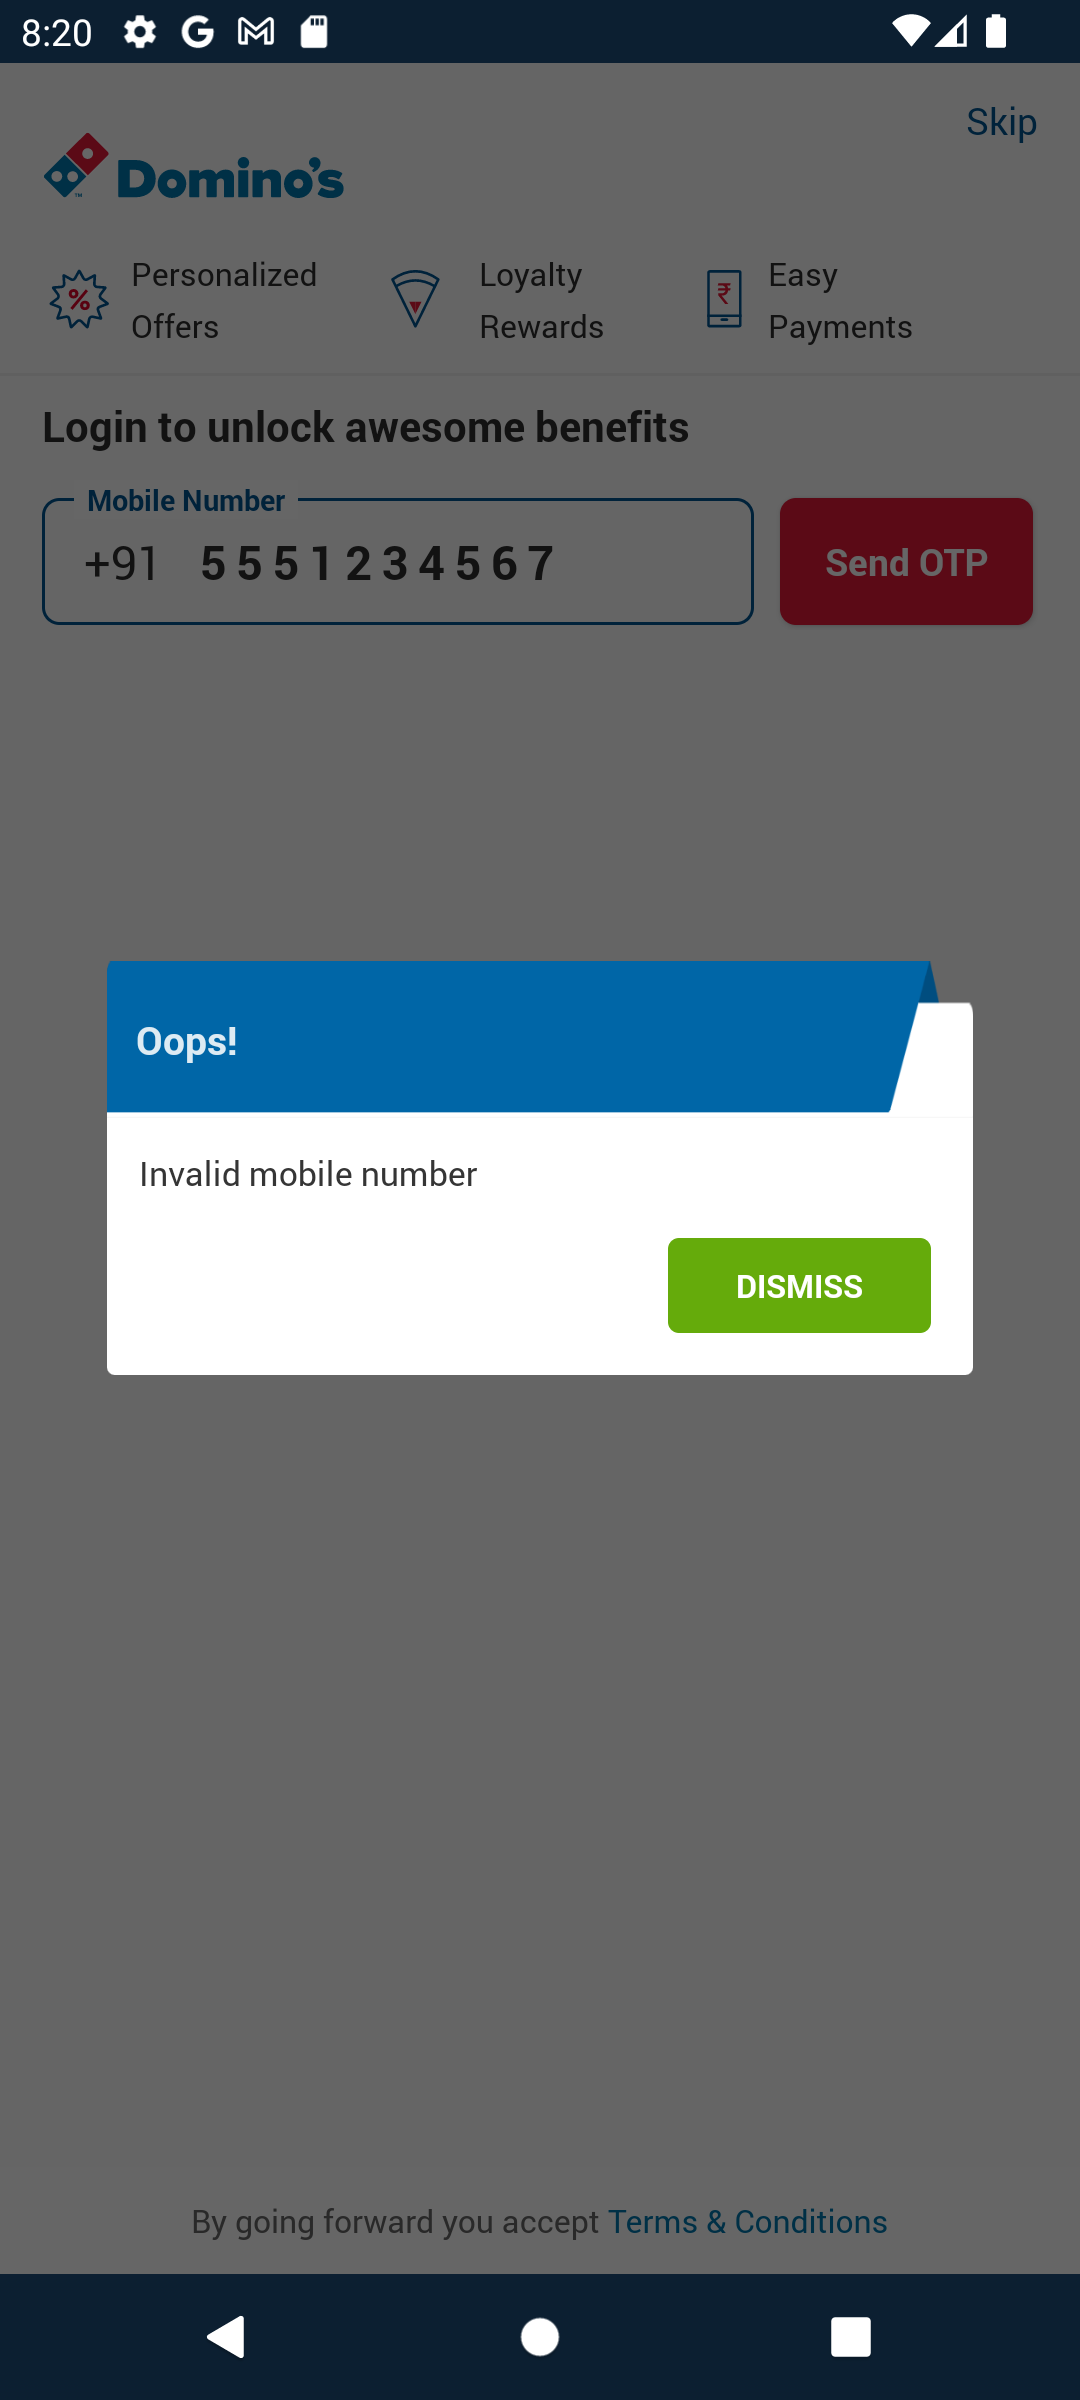 8:20
Skip
Domino's
Personalized
Offers
Loyalty
Rewards
Easy
Payments
Login to unlock awesome benefits
Mobile Number
+91 5551234567
Send OTP
Oops!
Invalid mobile number
DISMISS
By going forward you accept Terms & Conditions